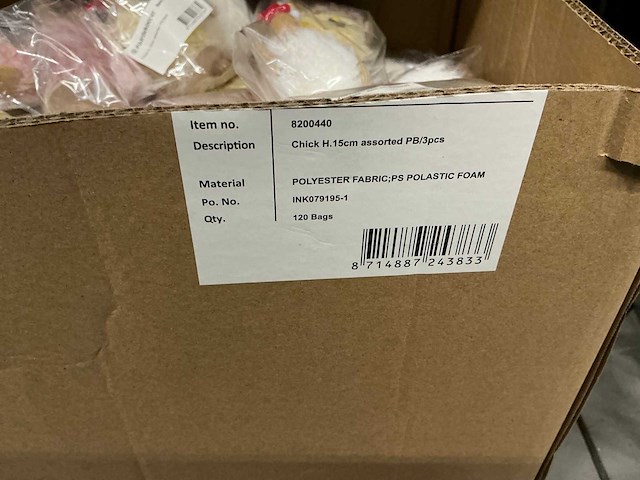 Item no. 8200440
Description Chick H.15cm assorted PB/3pcs
Material POLYESTER FABRIC;PS POLASTIC FOAM
Po. No. INK079195-1
Qty. 120 Bags
8 714887 243833